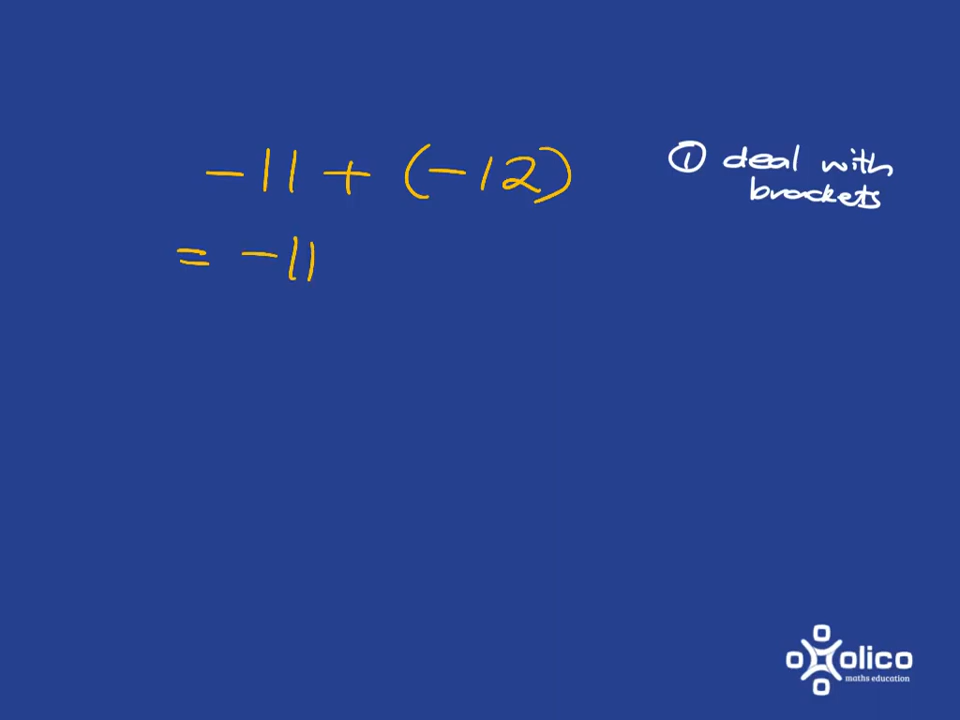 -11 + (-12)
① deal with
brackets
= -11
olico
maths education